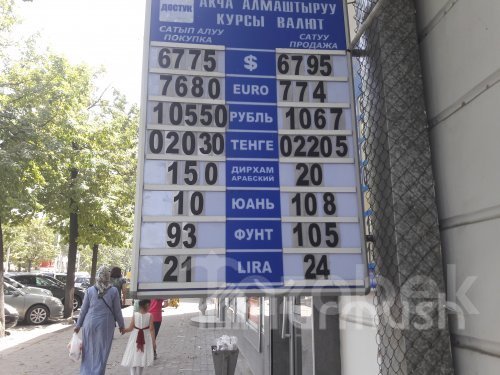 ДОСТУК
АКЧА АЛМАШТЫРУУ
КУРСЫ ВАЛЮТ
САТЫП АЛУУ САТУУ
ПОКУПКА ПРОДАЖА
6775 $ 6795
7680 EURO 774
10550 РУБЛЬ 1067
02030 ТЕНГЕ 02205
150 ДИРХАМ АРАБСКИЙ 20
10 ЮАНЬ 108
93 ФУНТ 105
21 LIRA 24